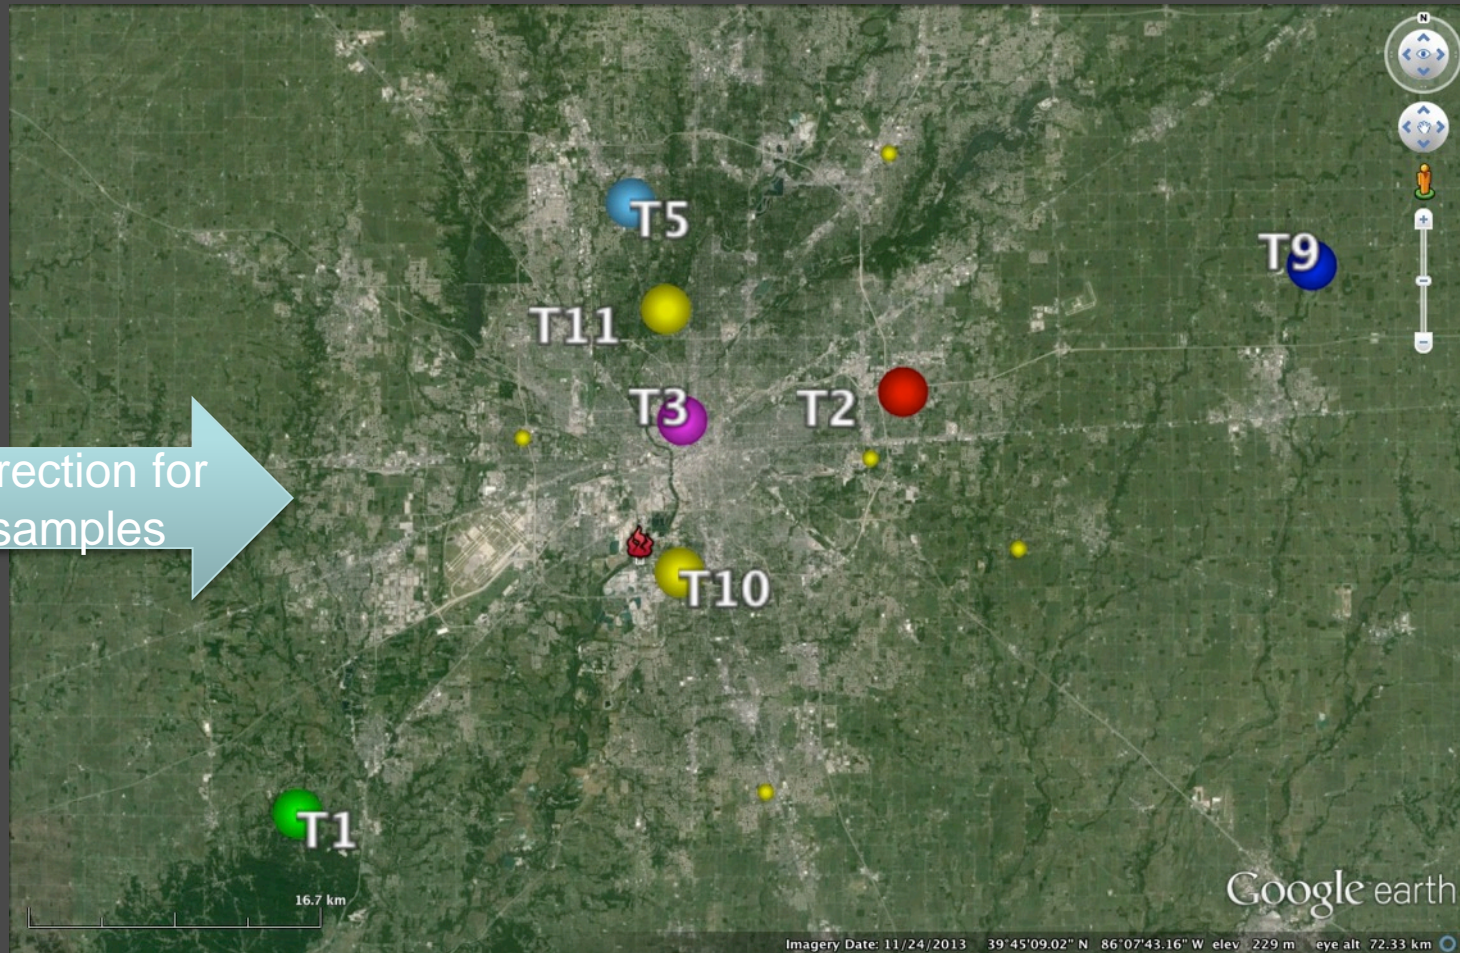 N
T5
T9
T11
T3
T2
rection for
samples
T10
T1
16.7 km
Google earth
Imagery Date: 11/24/2013 39°45'09.02" N 86°07'43.16" W elev 229 m eye alt 72.33 km